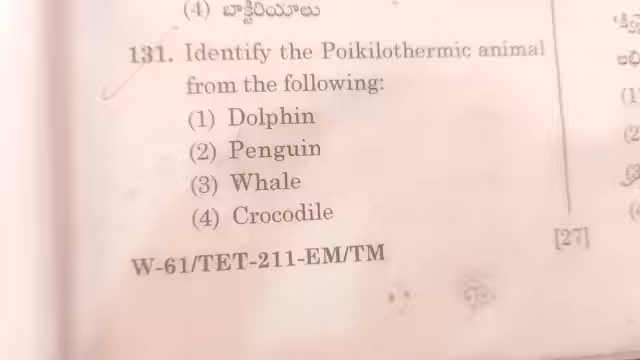 (4) బాక్టీరియాలు
131. Identify the Poikilothermic animal
from the following:
(1) Dolphin
(2) Penguin
(3) Whale
(4) Crocodile
W-61/TET-211-EM/TM
[27]